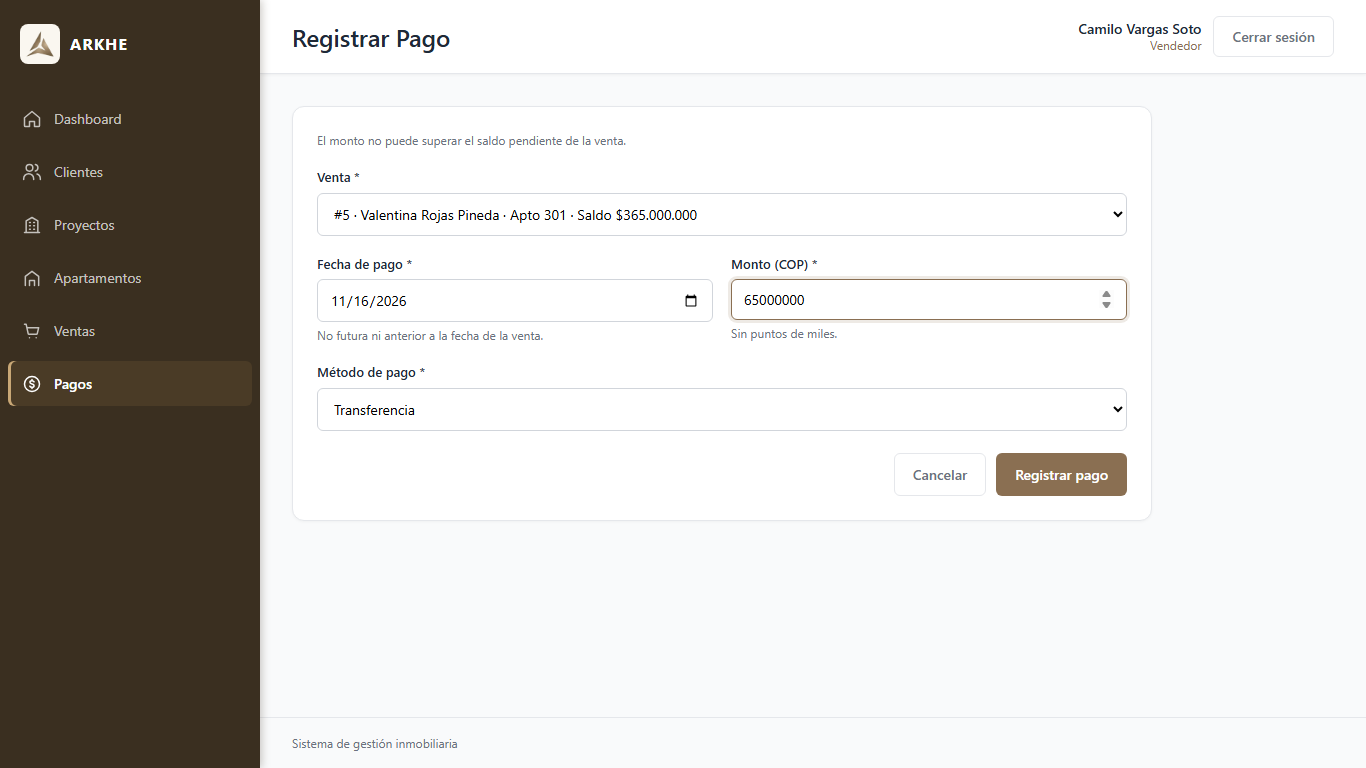 ARKHE
Dashboard
Clientes
Proyectos
Apartamentos
Ventas
Pagos
Registrar Pago
Camilo Vargas Soto
Vendedor
Cerrar sesión
El monto no puede superar el saldo pendiente de la venta.
Venta *
#5 · Valentina Rojas Pineda · Apto 301 · Saldo $365.000.000
Fecha de pago *
11/16/2026
No futura ni anterior a la fecha de la venta.
Monto (COP) *
65000000
Sin puntos de miles.
Método de pago *
Transferencia
Cancelar
Registrar pago
Sistema de gestión inmobiliaria